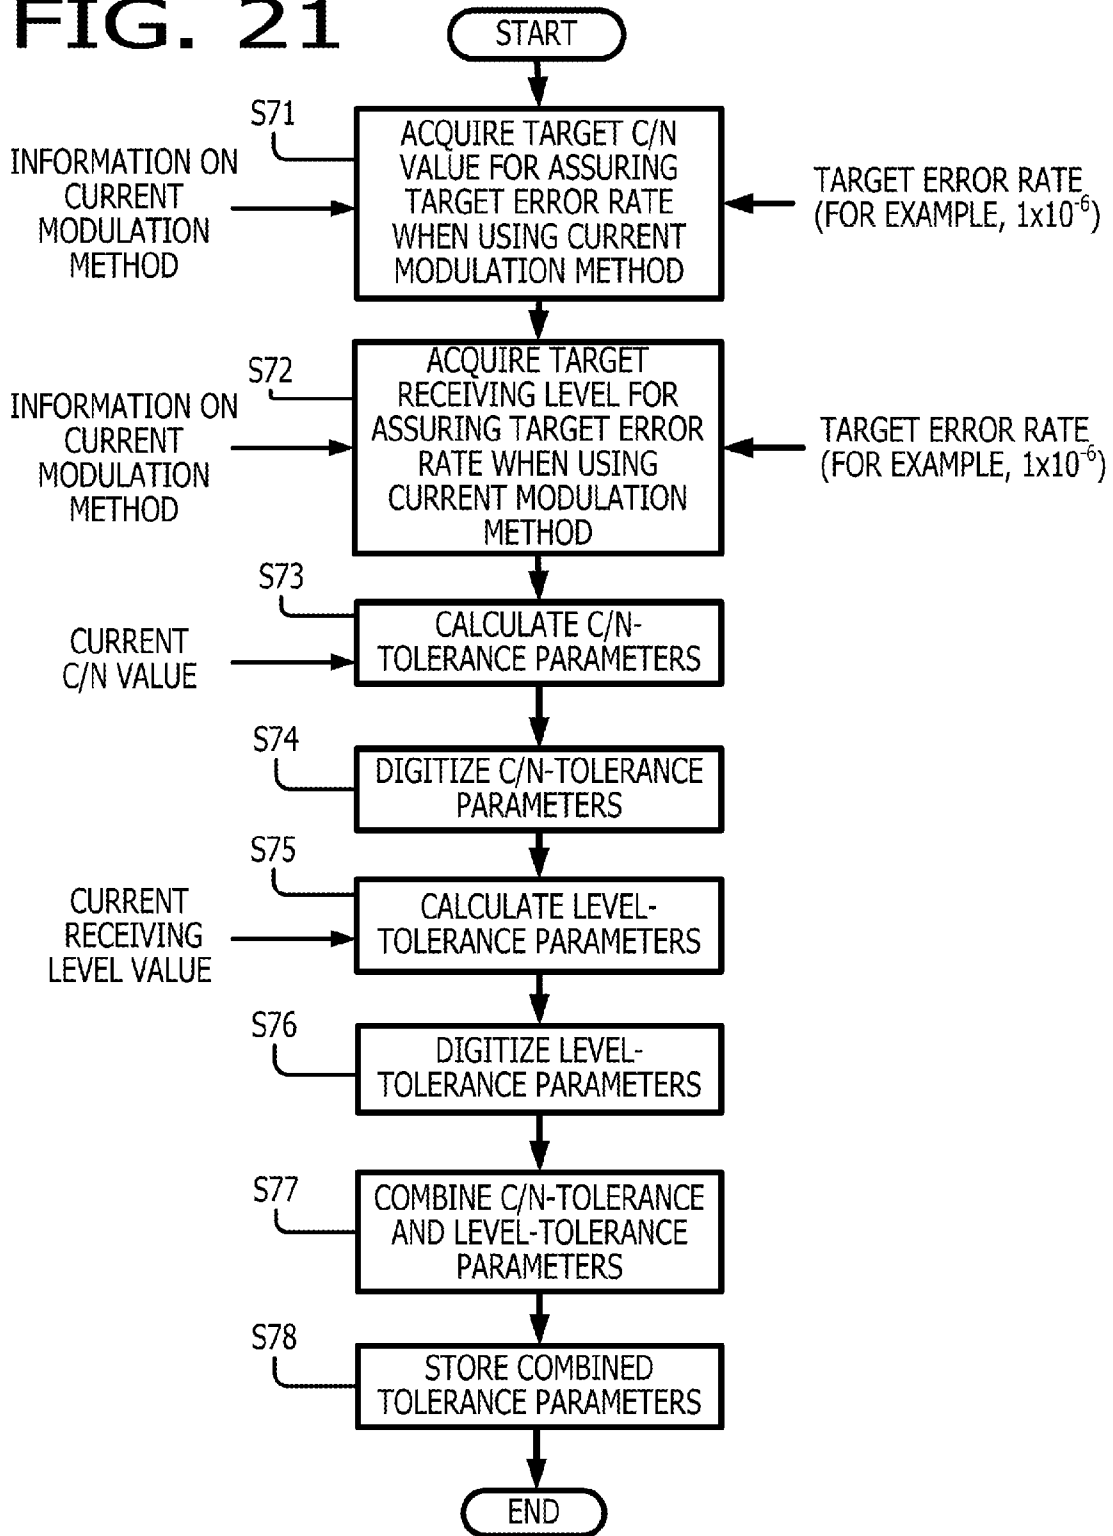 FIG. 21
START
S71
INFORMATION ON
CURRENT
MODULATION
METHOD
ACQUIRE TARGET C/N
VALUE FOR ASSURING
TARGET ERROR RATE
WHEN USING CURRENT
MODULATION METHOD
TARGET ERROR RATE
(FOR EXAMPLE, 1x10⁻⁶)
S72
INFORMATION ON
CURRENT
MODULATION
METHOD
ACQUIRE TARGET
RECEIVING LEVEL FOR
ASSURING TARGET ERROR
RATE WHEN USING
CURRENT MODULATION
METHOD
TARGET ERROR RATE
(FOR EXAMPLE, 1x10⁻⁶)
S73
CURRENT
C/N VALUE
CALCULATE C/N-
TOLERANCE PARAMETERS
S74
DIGITIZE C/N-TOLERANCE
PARAMETERS
S75
CURRENT
RECEIVING
LEVEL VALUE
CALCULATE LEVEL-
TOLERANCE PARAMETERS
S76
DIGITIZE LEVEL-
TOLERANCE PARAMETERS
S77
COMBINE C/N-TOLERANCE
AND LEVEL-TOLERANCE
PARAMETERS
S78
STORE COMBINED
TOLERANCE PARAMETERS
END